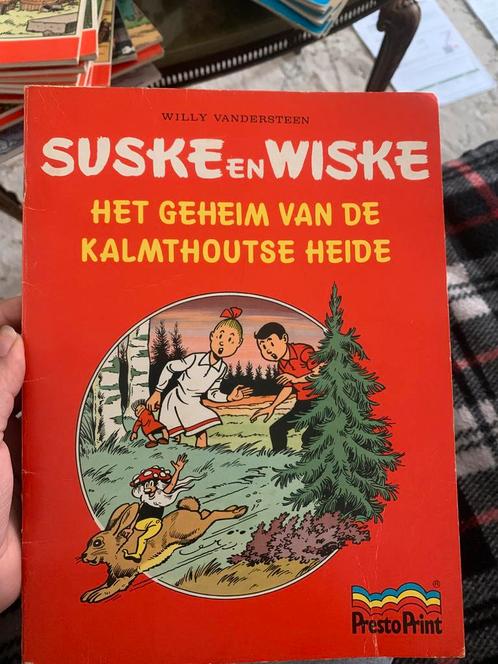 WILLY VANDERSTEEN
SUSKE EN WISKE
HET GEHEIM VAN DE
KALMTHOUTSE HEIDE
PrestoPrint ®